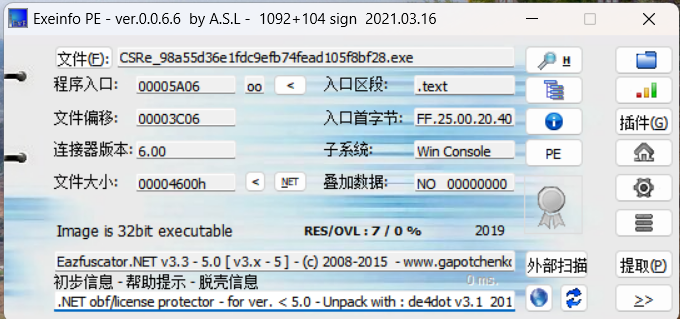 Exeinfo PE - ver.0.0.6.6 by A.S.L - 1092+104 sign 2021.03.16
文件(F): CSRe_98a55d36e1fdc9efb74fead105f8bf28.exe H
程序入口: 00005A06 oo < 入口区段: .text
文件偏移: 00003C06 入口首字节: FF.25.00.20.40 插件(G)
连接器版本: 6.00 子系统: Win Console PE
文件大小: 00004600h < NET 叠加数据: NO 00000000
Image is 32bit executable RES/OVL : 7 / 0 % 2019
Eazfuscator.NET v3.3 - 5.0 [ v3.x - 5 ] - (c) 2008-2015 - www.gapotchenko 外部扫描 提取(P)
初步信息 - 帮助提示 - 脱壳信息 0 ms.
.NET obf/license protector - for ver. < 5.0 - Unpack with : de4dot v3.1 201 >>